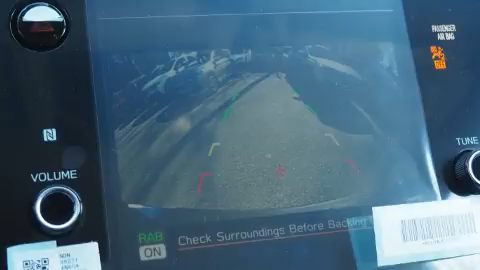 PASSENGER
AIR BAG
VOLUME
TUNE
RAB
ON
Check Surroundings Before Backing